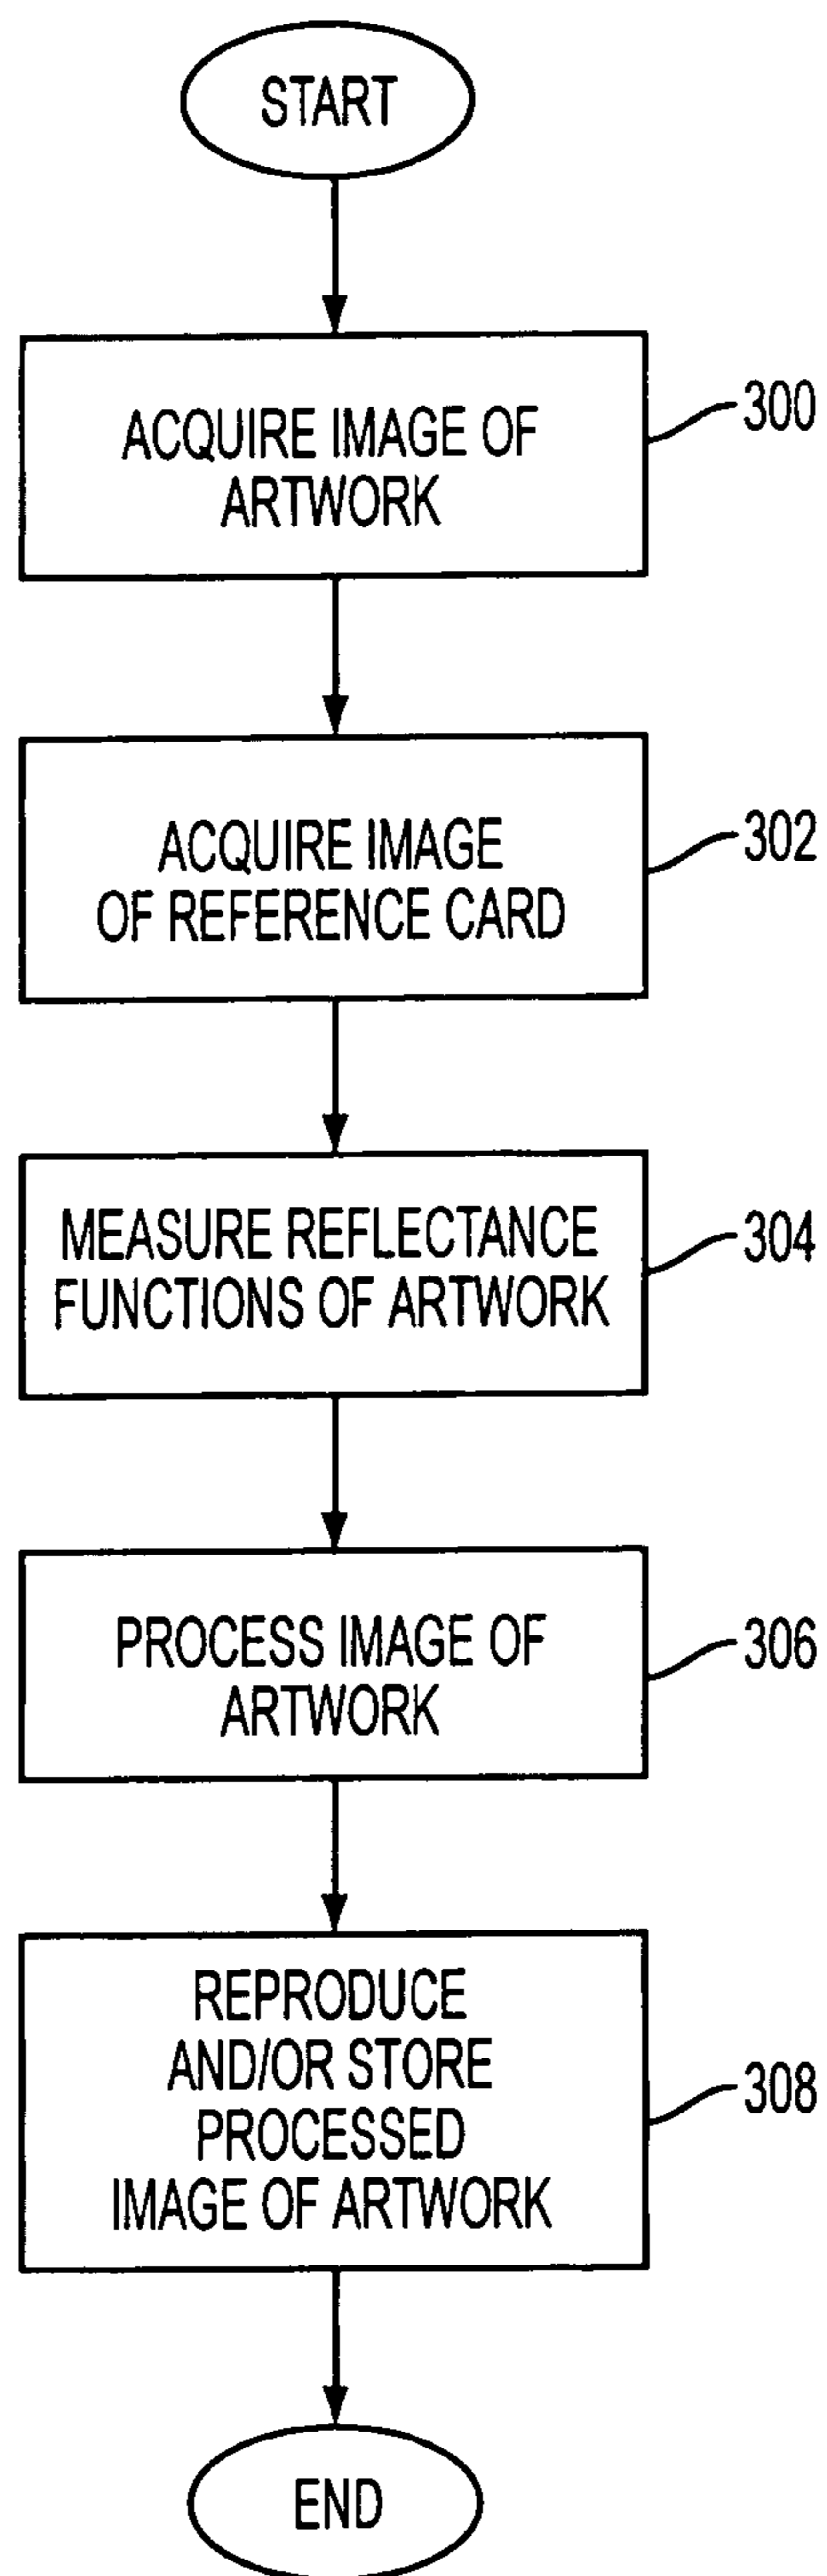 START
ACQUIRE IMAGE OF
ARTWORK
300
ACQUIRE IMAGE
OF REFERENCE CARD
302
MEASURE REFLECTANCE
FUNCTIONS OF ARTWORK
304
PROCESS IMAGE OF
ARTWORK
306
REPRODUCE
AND/OR STORE
PROCESSED
IMAGE OF ARTWORK
308
END